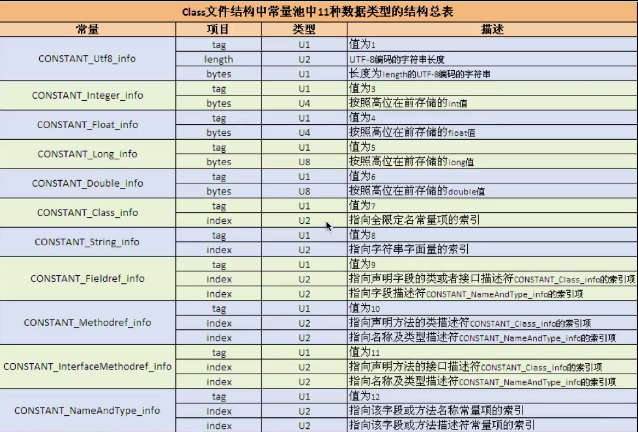 Class文件结构中常量池中11种数据类型的结构总表
常量 项目 类型 描述
CONSTANT_Utf8_info tag U1 值为1
length U2 UTF-8编码的字符串长度
bytes U1 长度为length的UTF-8编码的字符串
CONSTANT_Integer_info tag U1 值为3
bytes U4 按照高位在前存储的int值
CONSTANT_Float_info tag U1 值为4
bytes U4 按照高位在前存储的float值
CONSTANT_Long_info tag U1 值为5
bytes U8 按照高位在前存储的long值
CONSTANT_Double_info tag U1 值为6
bytes U8 按照高位在前存储的double值
CONSTANT_Class_info tag U1 值为7
index U2 指向全限定名常量项的索引
CONSTANT_String_info tag U1 值为8
index U2 指向字符串字面量的索引
CONSTANT_Fieldref_info tag U1 值为9
index U2 指向声明字段的类或者接口描述符CONSTANT_Class_info的索引项
index U2 指向字段描述符CONSTANT_NameAndType_info的索引项
CONSTANT_Methodref_info tag U1 值为10
index U2 指向声明方法的类描述符CONSTANT_Class_info的索引项
index U2 指向名称及类型描述符CONSTANT_NameAndType_info的索引项
CONSTANT_InterfaceMethodref_info tag U1 值为11
index U2 指向声明方法的接口描述符CONSTANT_Class_info的索引项
index U2 指向名称及类型描述符CONSTANT_NameAndType_info的索引项
CONSTANT_NameAndType_info tag U1 值为12
index U2 指向该字段或方法名称常量项的索引
index U2 指向该字段或方法描述符常量项的索引